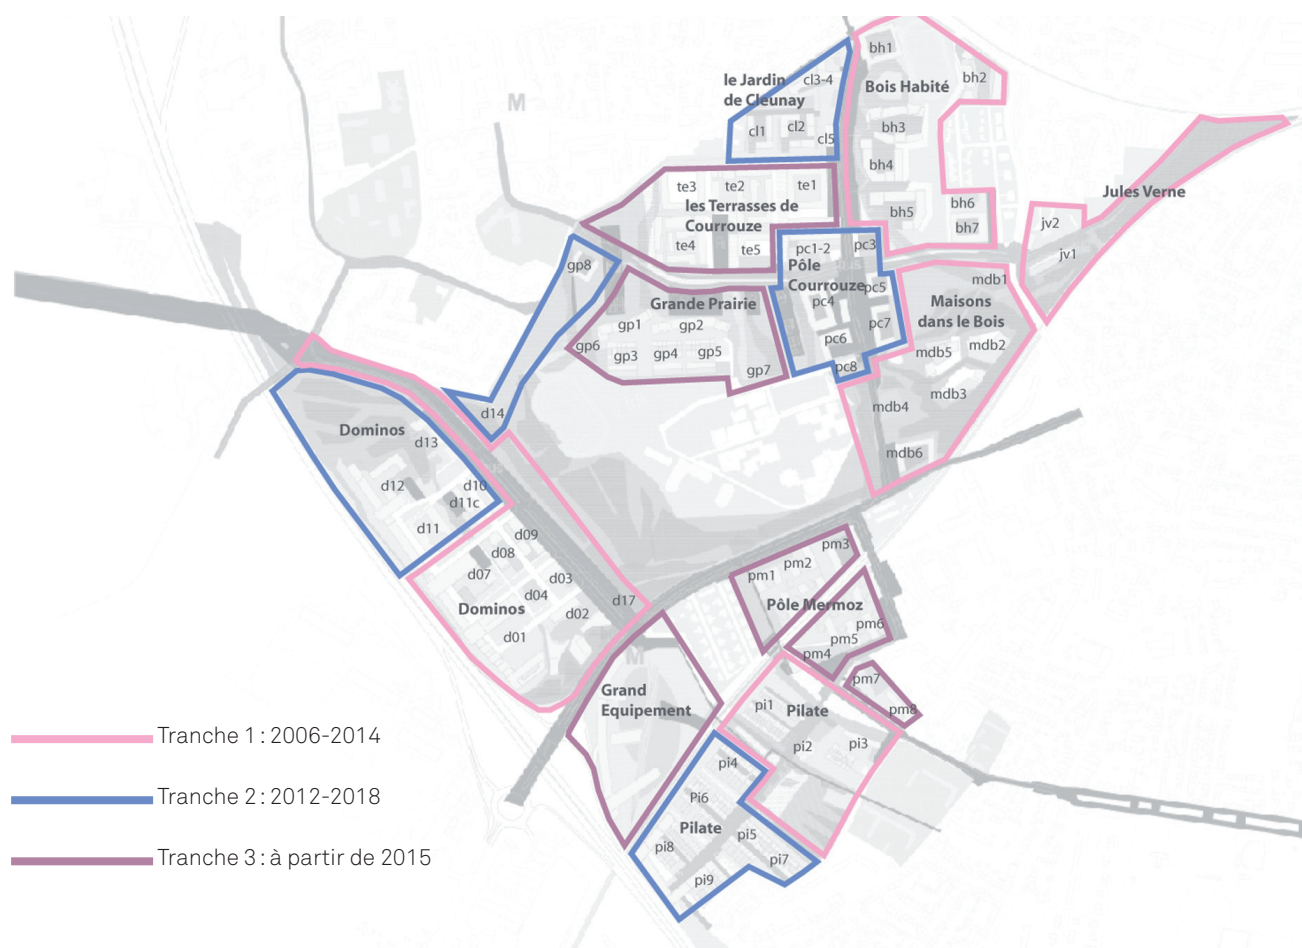 bh1
cl3-4
bh2
le Jardin
de Cleunay
Bois Habité
M
cl1
cl2
cl5
bh3
bh4
te3
te2
te1
Jules Verne
les Terrasses de
Courrouze
bh5
bh6
bh7
jv2
jv1
te4
te5
pc1-2
pc3
gp8
Pôle
Courrouze
pc5
mdb1
Grande Prairie
pc4
Maisons
dans le Bois
gp1
gp2
pc7
gp6
gp3
gp4
gp5
pc6
mdb5
mdb2
gp7
pc8
mdb3
mdb4
d14
Dominos
d13
mdb6
d12
d10
d11c
d11
d09
d08
pm3
pm2
pm1
d07
d03
d04
Dominos
d02
d17
Pôle Mermoz
pm6
pm5
d01
pm4
M
pm7
Grand
Equipement
pm8
pi1
Pilate
pi2
pi3
Tranche 1 : 2006-2014
pi4
Pi6
Tranche 2 : 2012-2018
Pilate
pi5
pi8
pi7
Tranche 3 : à partir de 2015
pi9